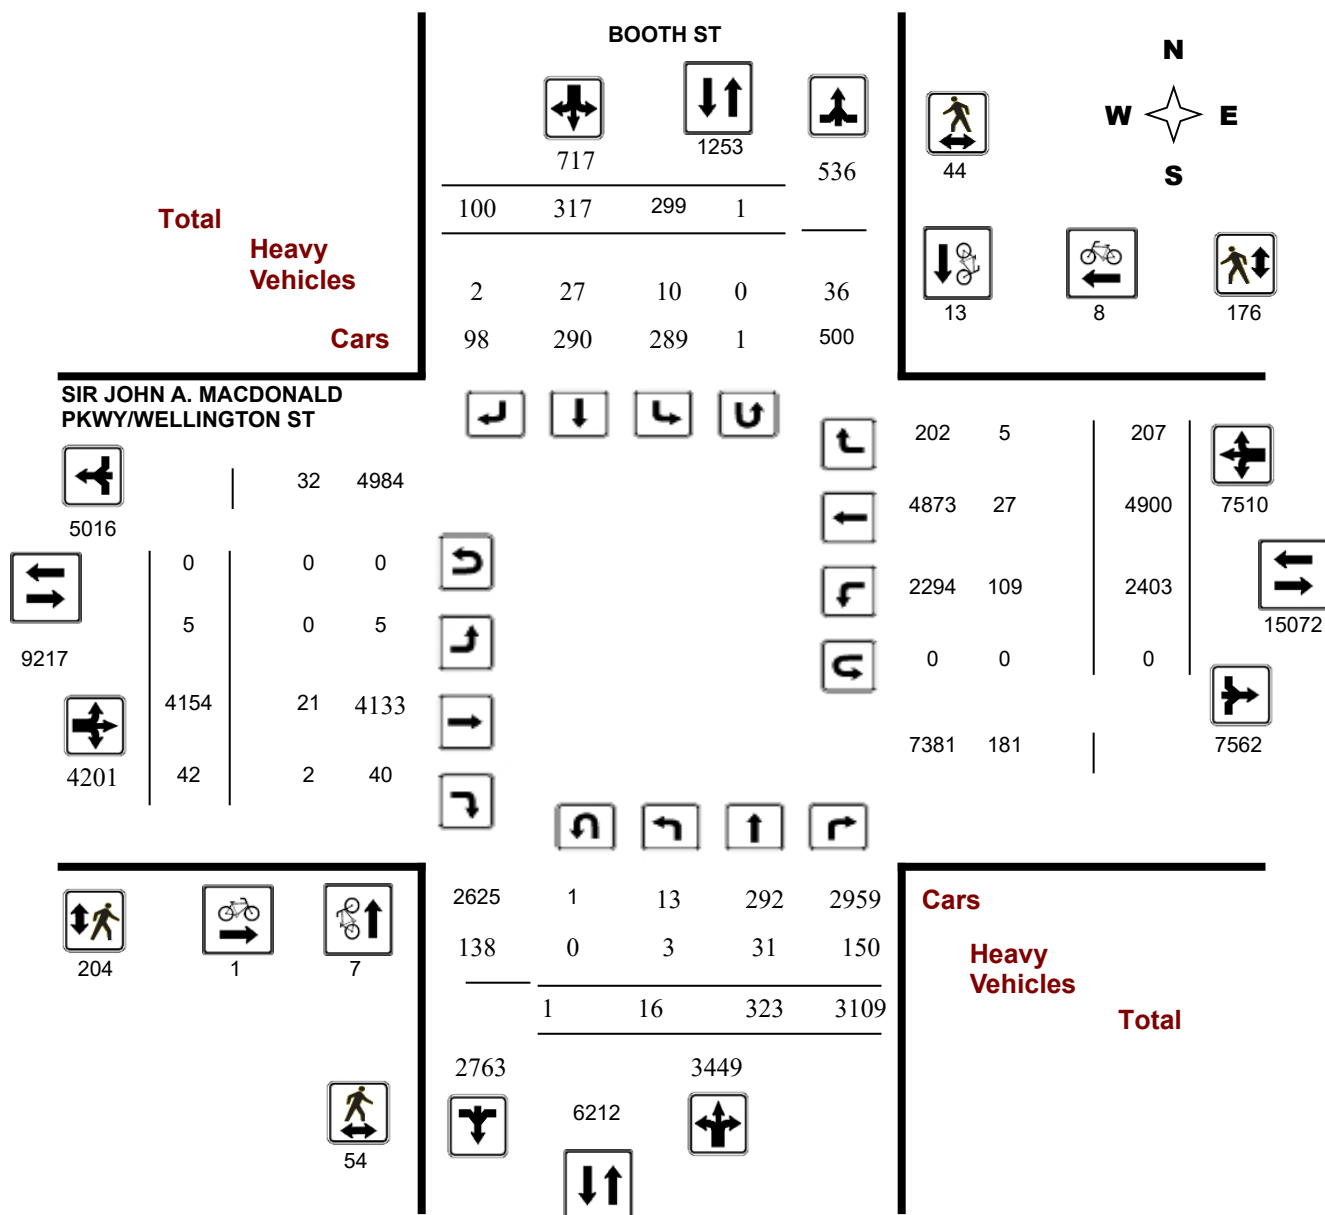 BOOTH ST
N
W E
S
717
1253
536
44
100 317 299 1
Total
Heavy
Vehicles
2 27 10 0 36
13 8 176
Cars
98 290 289 1 500
SIR JOHN A. MACDONALD
PKWY/WELLINGTON ST
202 5 207
32 4984
4873 27 4900 7510
5016
0 0 0
2294 109 2403
5 0 5
15072
9217
0 0 0
4154 21 4133
7381 181 7562
4201 42 2 40
2625 1 13 292 2959
Cars
138 0 3 31 150
Heavy
Vehicles
204 1 7
1 16 323 3109
Total
2763 3449
6212
54